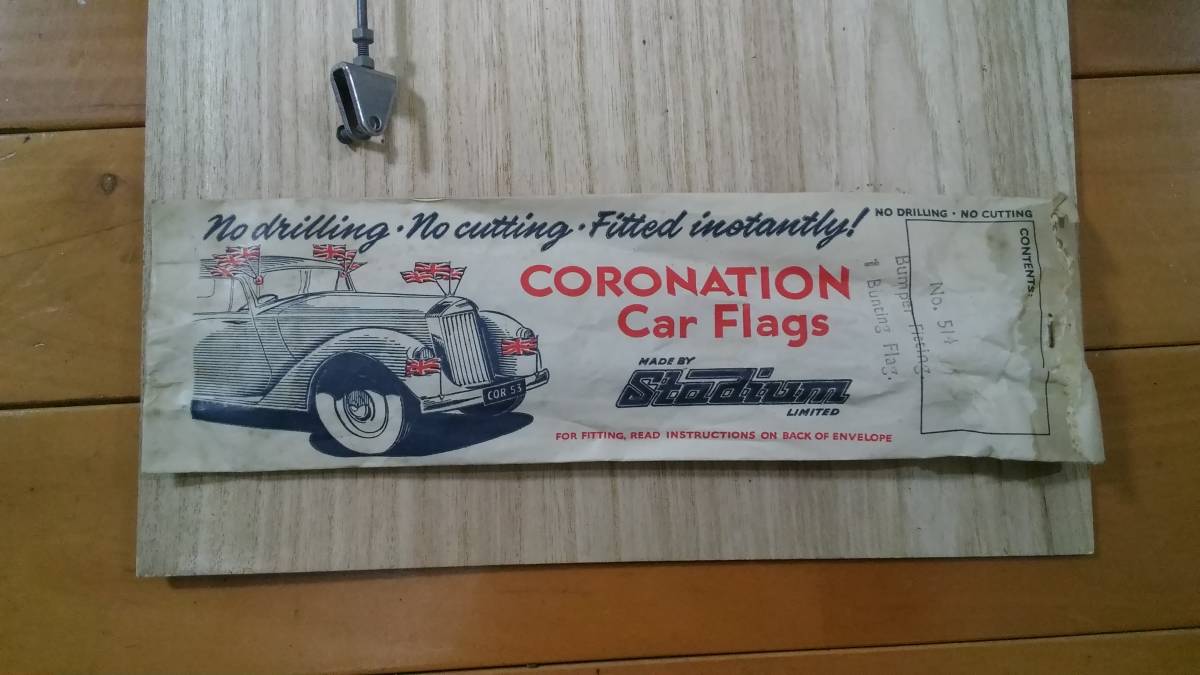 No drilling · No cutting · Fitted instantly!
CORONATION
Car Flags
MADE BY
Stadium
LIMITED
FOR FITTING, READ INSTRUCTIONS ON BACK OF ENVELOPE
COR 53
NO DRILLING · NO CUTTING
CONTENTS:
No. 514
Bumper Fixing
1 Bunting Flag.